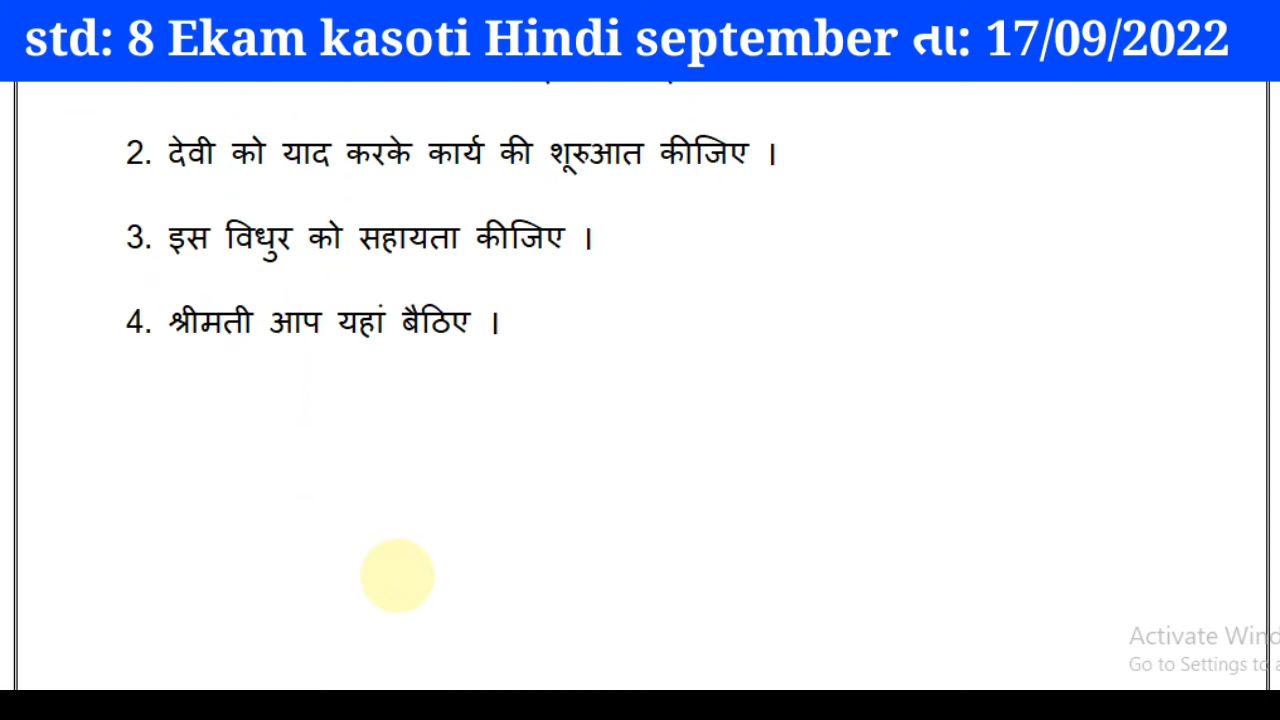 std: 8 Ekam kasoti Hindi september તા: 17/09/2022
2. देवी को याद करके कार्य की शूरुआत कीजिए ।
3. इस विधुर को सहायता कीजिए ।
4. श्रीमती आप यहां बैठिए ।
Activate Wind
Go to Settings to a